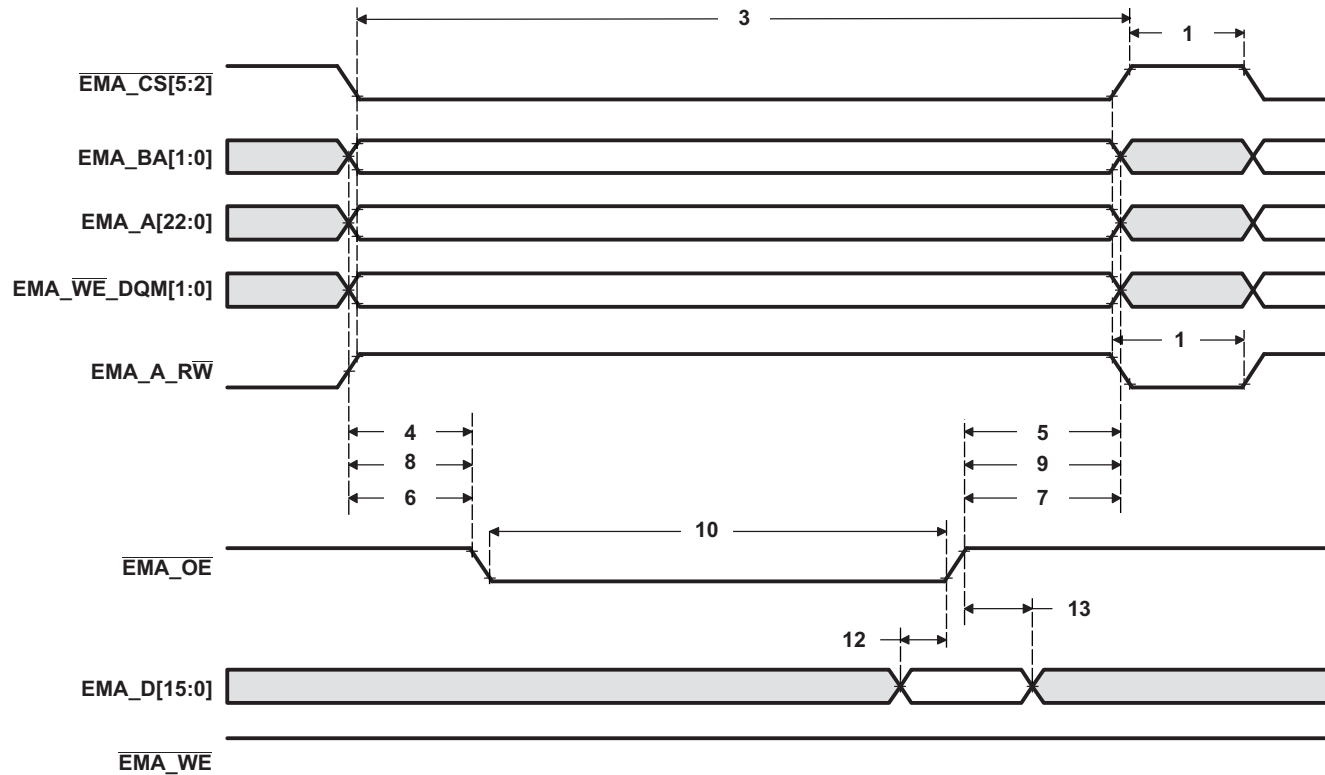 3
1
EMA_CS[5:2]
EMA_BA[1:0]
EMA_A[22:0]
EMA_WE_DQM[1:0]
1
EMA_A_RW
4
5
8
9
6
7
10
EMA_OE
13
12
EMA_D[15:0]
EMA_WE